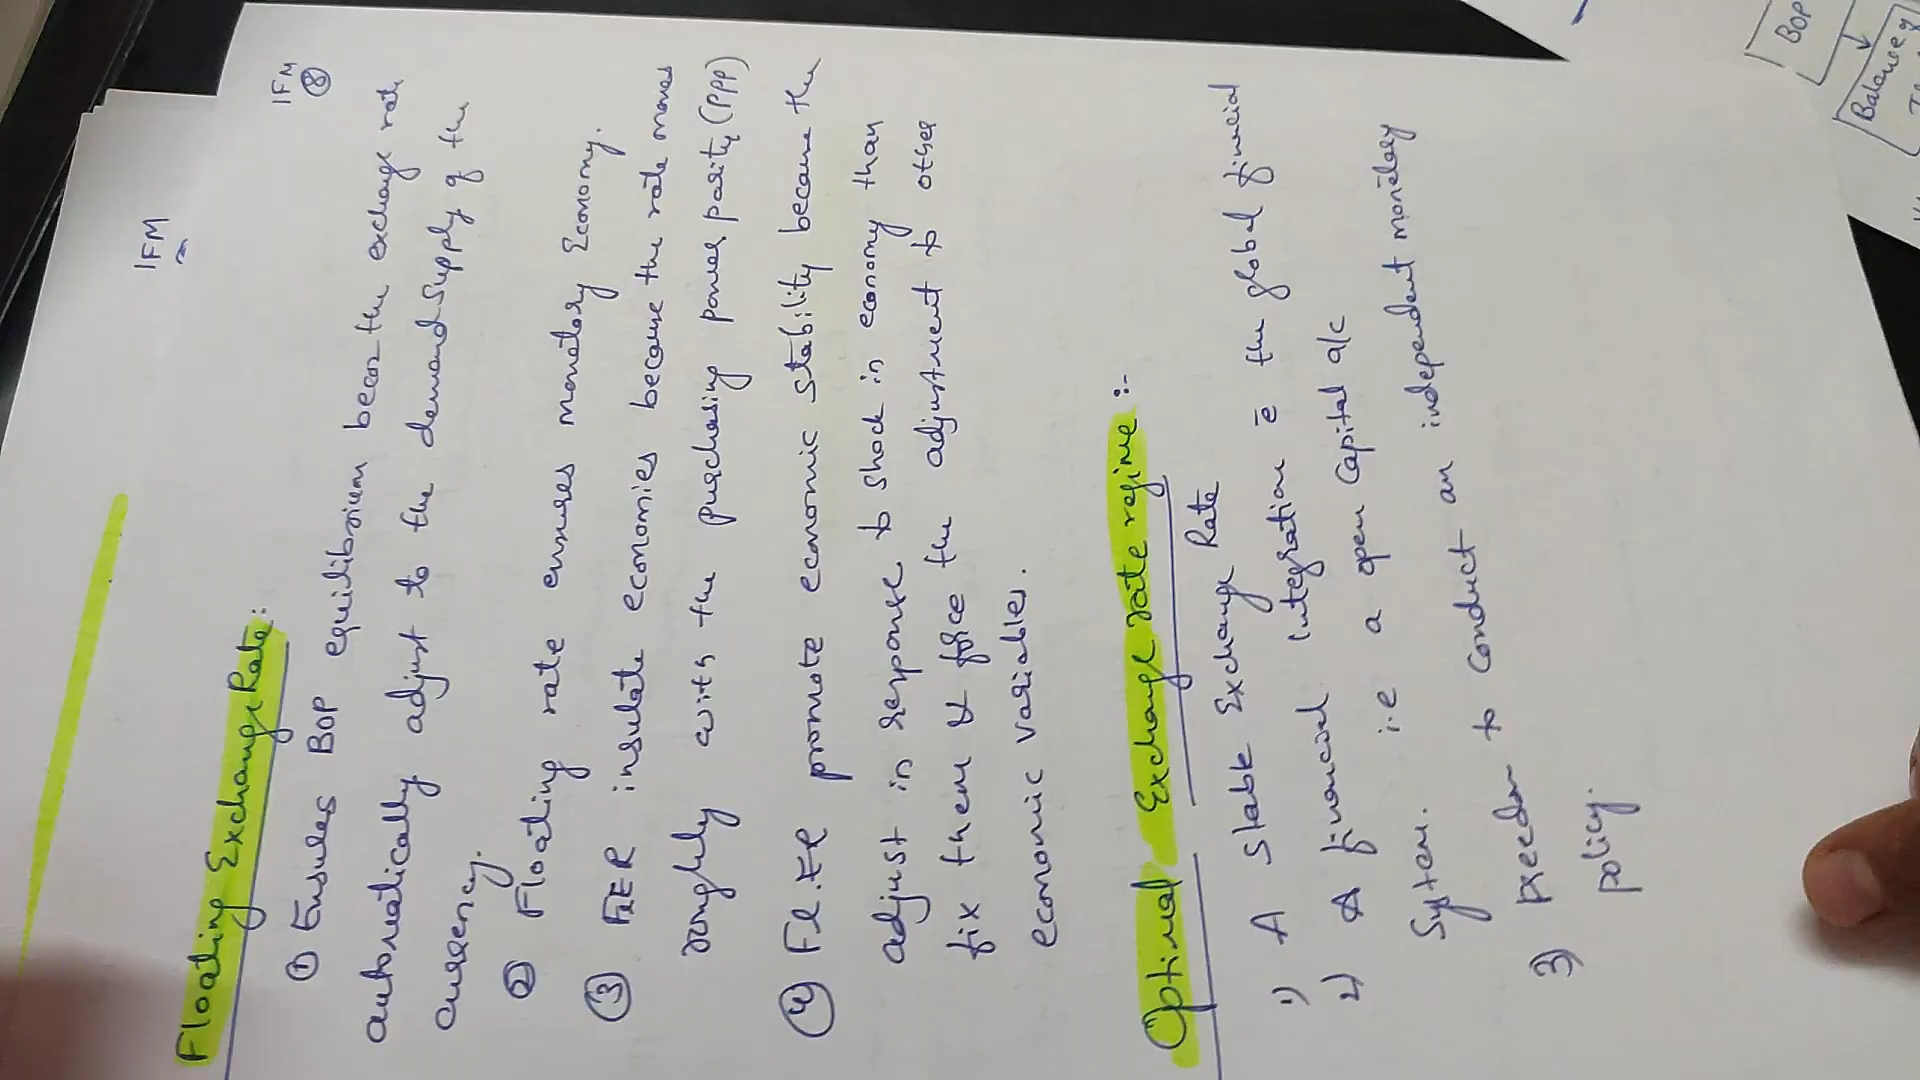 IFM
IFM
8
Floating Exchange Rate:
① Ensures BOP equilibrium becoz the exchange rate
automatically adjust to the demand supply of the
currency.
② Floating rate ensures monetory Economy.
③ insulate economies because the rate moves
roughly with the purchasing power parity (PPP)
④ Fl. ER promote economic stability because the
adjust in response to shock in economy than
fix them & force the adjustment to other
economic variables.
Optimal Exchange rate regime:-
1) A Stable Exchange Rate
2) A financial Integration c̄ the global financial
System. i.e a open Capital a/c
3) Freedom to conduct an independent monetary
policy.
BOP
Balance of